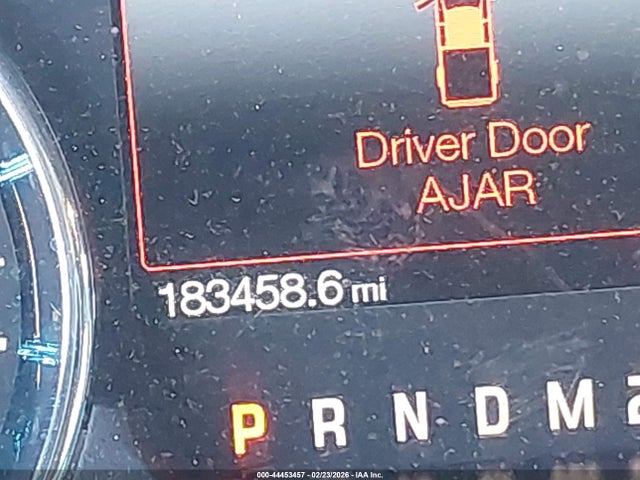 Driver Door
AJAR
183458.6 mi
P R N D M
000-44453457 - 02/23/2026 - IAA Inc.